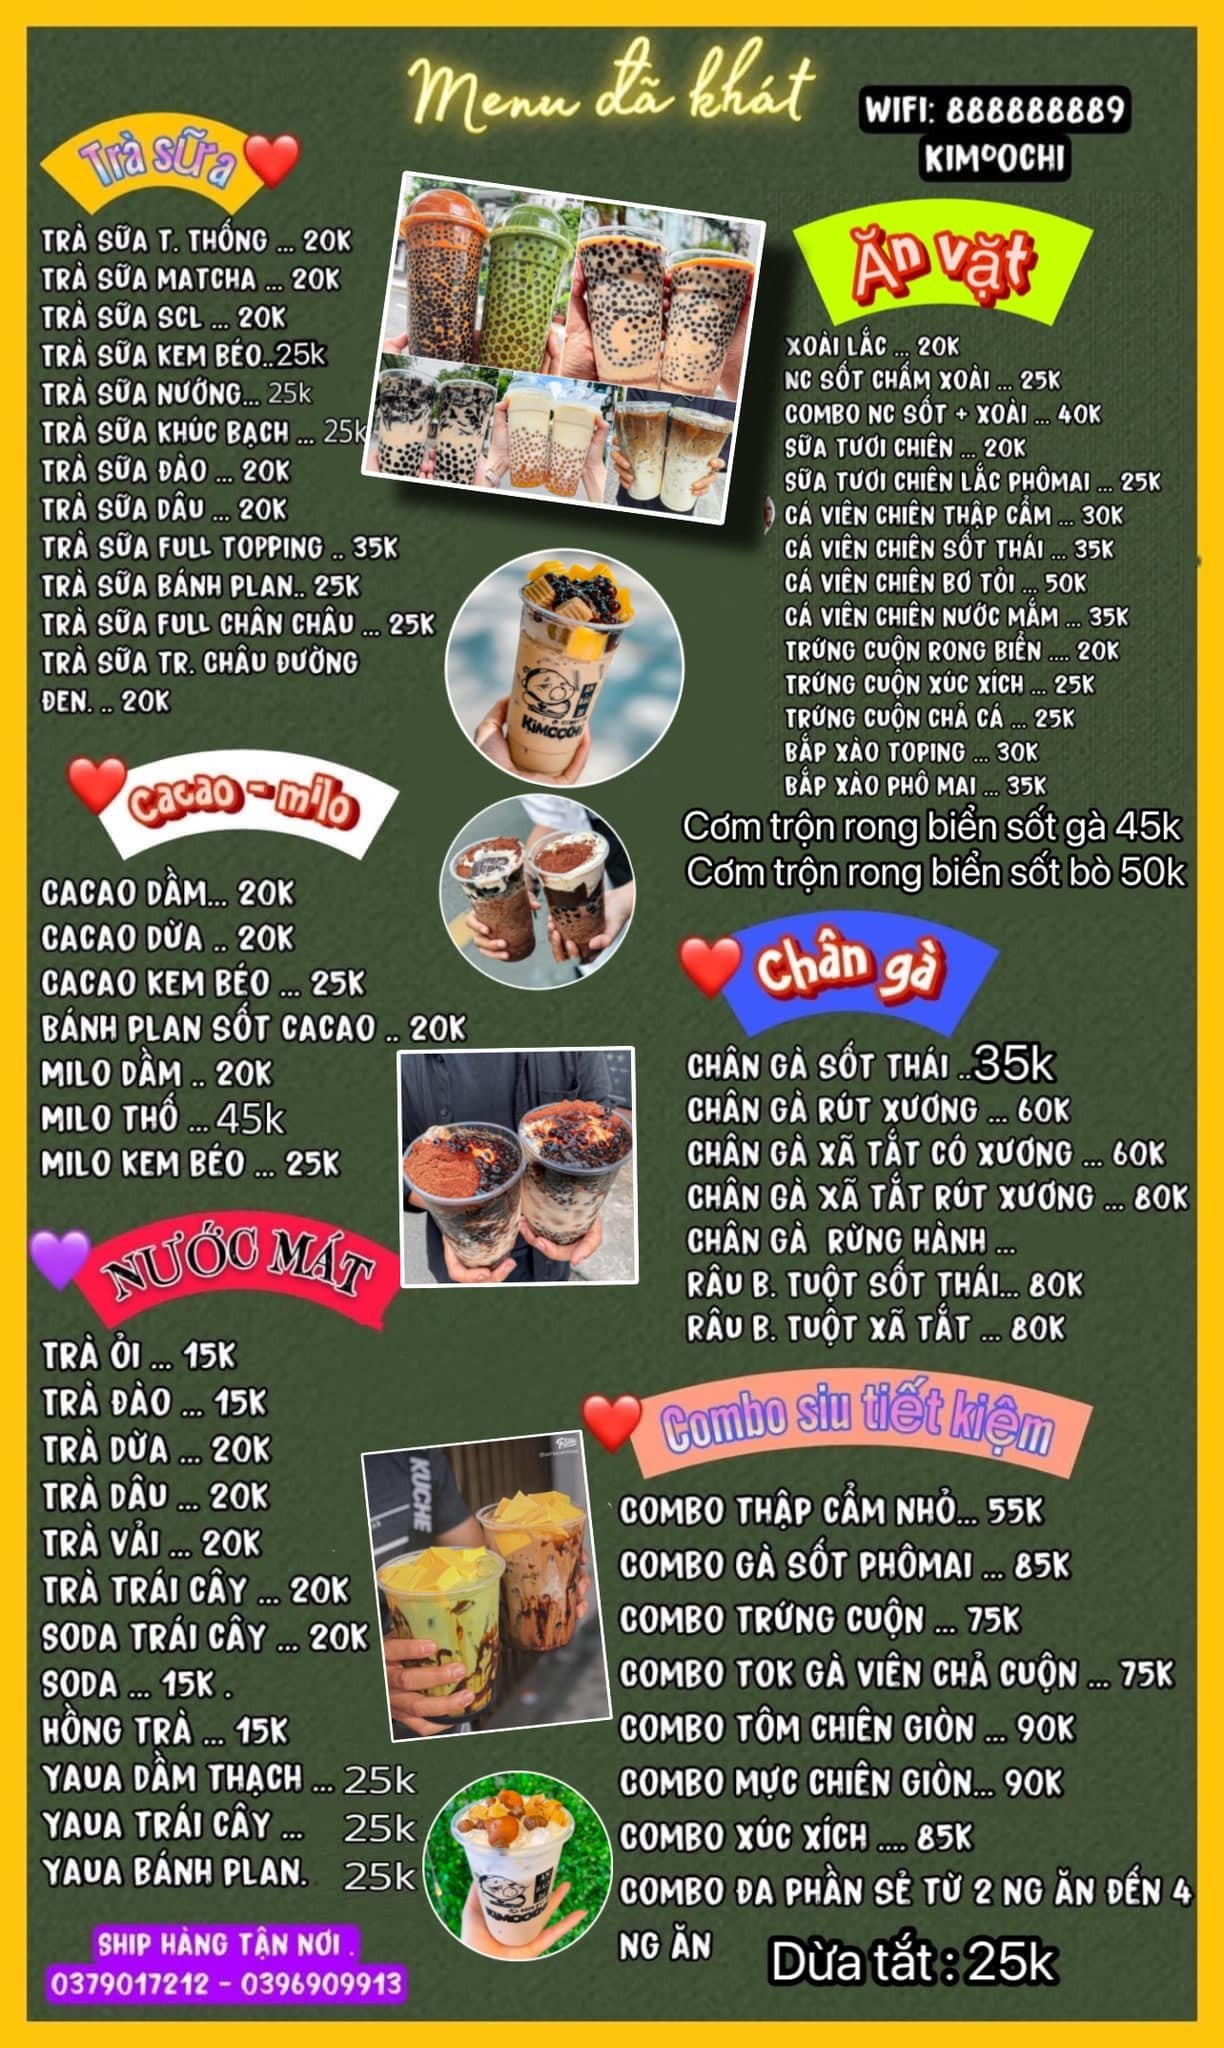 Menu đã khát
WIFI: 888888889
KIMOOCHI
Trà sữa
TRÀ SỮA T. THỐNG ... 20K
TRÀ SỮA MATCHA ... 20K
TRÀ SỮA SCL ... 20K
TRÀ SỮA KEM BÉO..25k
TRÀ SỮA NƯỚNG... 25k
TRÀ SỮA KHÚC BẠCH ... 25k
TRÀ SỮA ĐÀO ... 20K
TRÀ SỮA DÂU ... 20K
TRÀ SỮA FULL TOPPING .. 35K
TRÀ SỮA BÁNH PLAN.. 25K
TRÀ SỮA FULL CHÂN CHÂU ... 25K
TRÀ SỮA TR. CHÂU ĐƯỜNG
ĐEN. .. 20K
Cacao - milo
CACAO DẦM... 20K
CACAO DỪA .. 20K
CACAO KEM BÉO ... 25K
BÁNH PLAN SỐT CACAO .. 20K
MILO DẦM .. 20K
MILO THỐ ... 45k
MILO KEM BÉO ... 25K
NƯỚC MÁT
TRÀ ỔI ... 15K
TRÀ ĐÀO ... 15K
TRÀ DỪA ... 20K
TRÀ DÂU ... 20K
TRÀ VẢI ... 20K
TRÀ TRÁI CÂY ... 20K
SODA TRÁI CÂY ... 20K
SODA ... 15K .
HỒNG TRÀ ... 15K
YAUA DẦM THẠCH ... 25k
YAUA TRÁI CÂY ... 25k
YAUA BÁNH PLAN. 25k
SHIP HÀNG TẬN NƠI .
0379017212 - 0396909913
Ăn vặt
XOÀI LẮC ... 20K
NC SỐT CHẤM XOÀI ... 25K
COMBO NC SỐT + XOÀI ... 40K
SỮA TƯƠI CHIÊN ... 20K
SỮA TƯƠI CHIÊN LẮC PHÔMAI ... 25K
CÁ VIÊN CHIÊN THẬP CẨM ... 30K
CÁ VIÊN CHIÊN SỐT THÁI ... 35K
CÁ VIÊN CHIÊN BƠ TỎI ... 50K
CÁ VIÊN CHIÊN NƯỚC MẮM ... 35K
TRỨNG CUỘN RONG BIỂN .... 20K
TRỨNG CUỘN XÚC XÍCH ... 25K
TRỨNG CUỘN CHẢ CÁ ... 25K
BẮP XÀO TOPING ... 30K
BẮP XÀO PHÔ MAI ... 35K
Cơm trộn rong biển sốt gà 45k
Cơm trộn rong biển sốt bò 50k
Chân gà
CHÂN GÀ SỐT THÁI ..35k
CHÂN GÀ RÚT XƯƠNG ... 60K
CHÂN GÀ XÃ TẮT CÓ XƯƠNG ... 60K
CHÂN GÀ XÃ TẮT RÚT XƯƠNG ... 80K
CHÂN GÀ RỪNG HÀNH ...
RÂU B. TUỘT SỐT THÁI... 80K
RÂU B. TUỘT XÃ TẮT ... 80K
Combo siu tiết kiệm
COMBO THẬP CẨM NHỎ... 55K
COMBO GÀ SỐT PHÔMAI ... 85K
COMBO TRỨNG CUỘN ... 75K
COMBO TOK GÀ VIÊN CHẢ CUỘN ... 75K
COMBO TÔM CHIÊN GIÒN ... 90K
COMBO MỰC CHIÊN GIÒN... 90K
COMBO XÚC XÍCH .... 85K
COMBO ĐA PHẦN SẺ TỪ 2 NG ĂN ĐẾN 4
NG ĂN
Dừa tắt : 25k
KIMOOCHI
KUCHE
KIMOOCHI